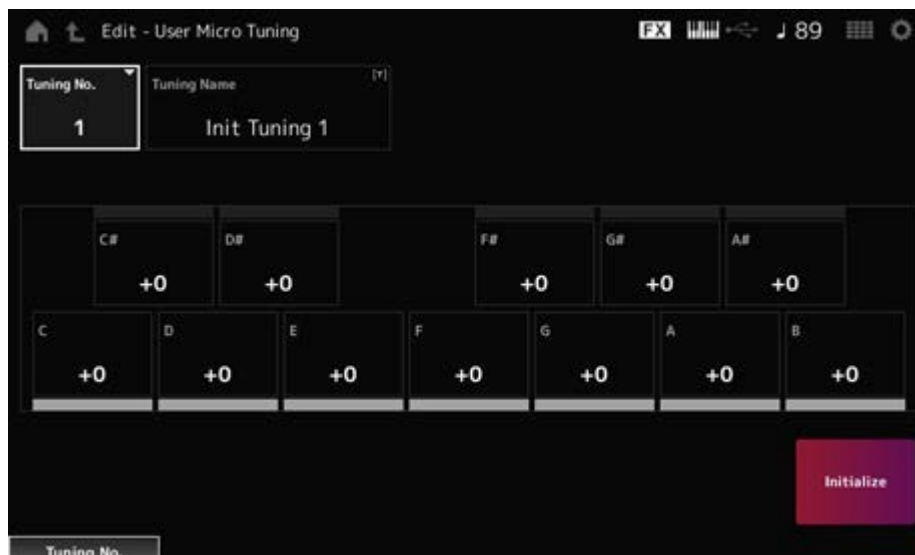 Edit - User Micro Tuning FX ♩ 89
Tuning No. Tuning Name [T]
1 Init Tuning 1
C# D# F# G# A#
+0 +0 +0 +0 +0
C D E F G A B
+0 +0 +0 +0 +0 +0 +0
Initialize
Tuning No.